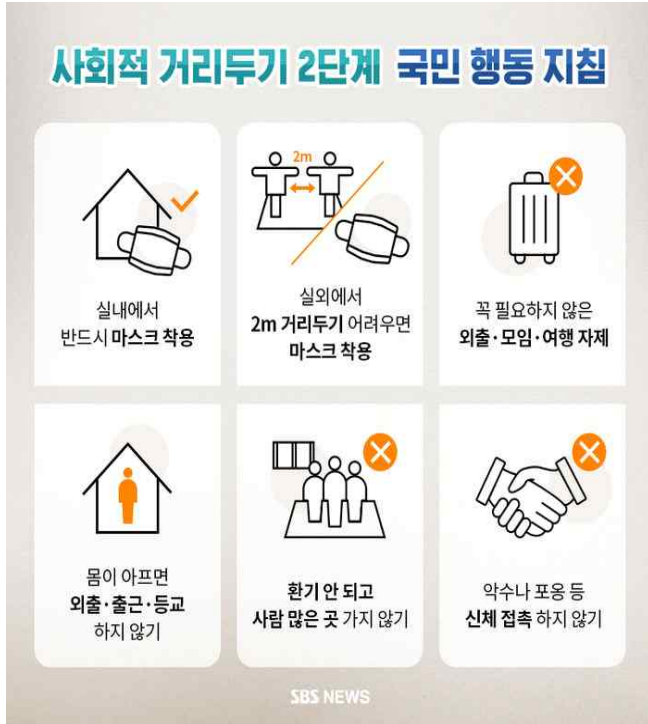 사회적 거리두기 2단계 국민 행동 지침
실내에서
반드시 마스크 착용
2m
실외에서
2m 거리두기 어려우면
마스크 착용
꼭 필요하지 않은
외출·모임·여행 자제
몸이 아프면
외출·출근·등교
하지 않기
환기 안 되고
사람 많은 곳 가지 않기
악수나 포옹 등
신체 접촉 하지 않기
SBS NEWS